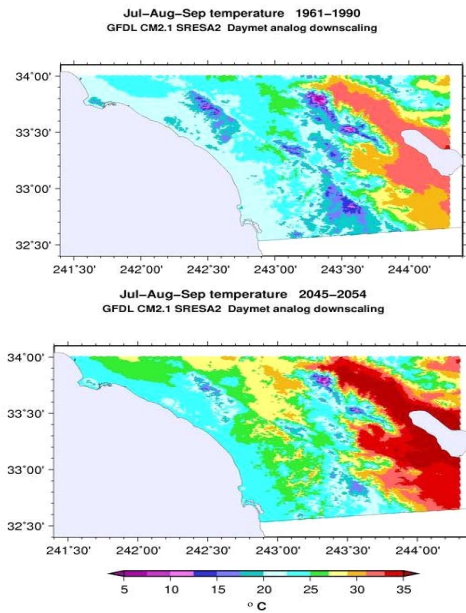 Jul-Aug-Sep temperature 1961-1990
GFDL CM2.1 SRESA2 Daymet analog downscaling
34°00'
33°30'
33°00'
32°30'
241°30' 242°00' 242°30' 243°00' 243°30' 244°00'
Jul-Aug-Sep temperature 2045-2054
GFDL CM2.1 SRESA2 Daymet analog downscaling
34°00'
33°30'
33°00'
32°30'
241°30' 242°00' 242°30' 243°00' 243°30' 244°00'
5 10 15 20 25 30 35
°C